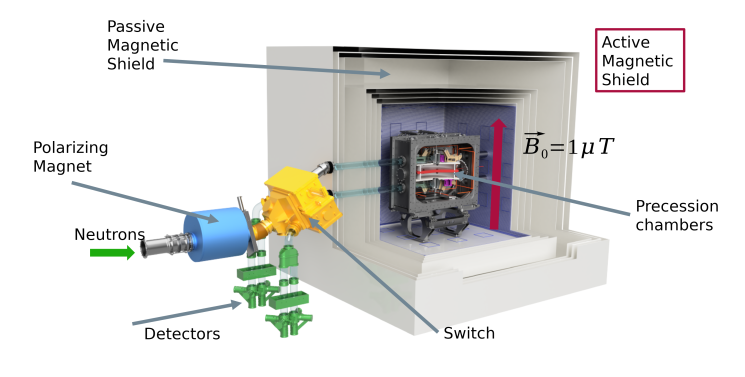 Passive
Magnetic
Shield
Active
Magnetic
Shield
Polarizing
Magnet
B₀=1μT
Precession
chambers
Neutrons
Detectors
Switch